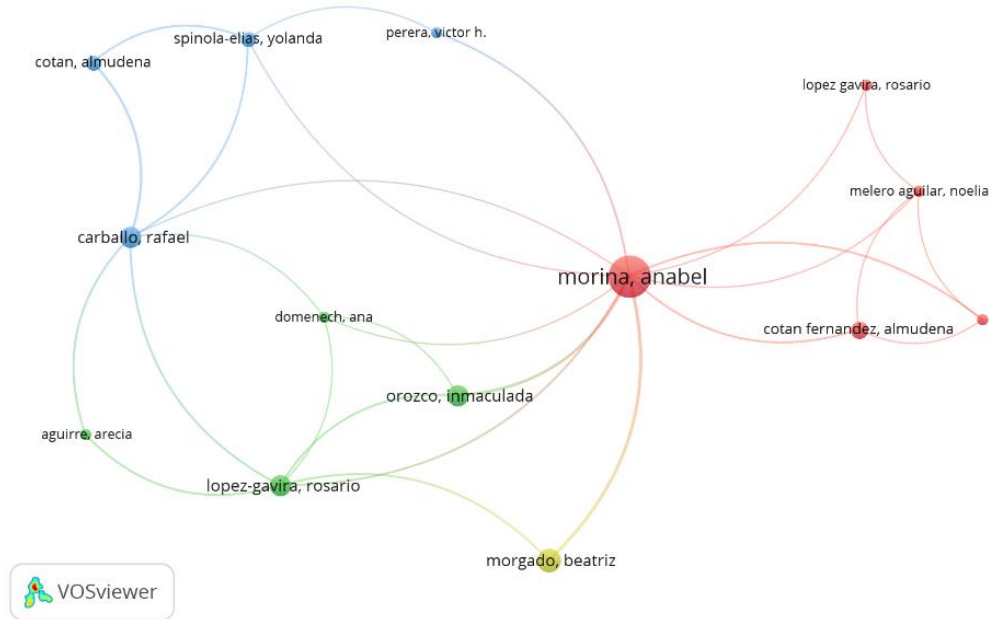 perera, victor h.
spinola-elias, yolanda
cotan, almudena
lopez gavira, rosario
melero aguilar, noelia
carballo, rafael
morina, anabel
domenech, ana
cotan fernandez, almudena
orozco, inmaculada
aguirre, arecia
lopez-gavira, rosario
morgado, beatriz
VOSviewer